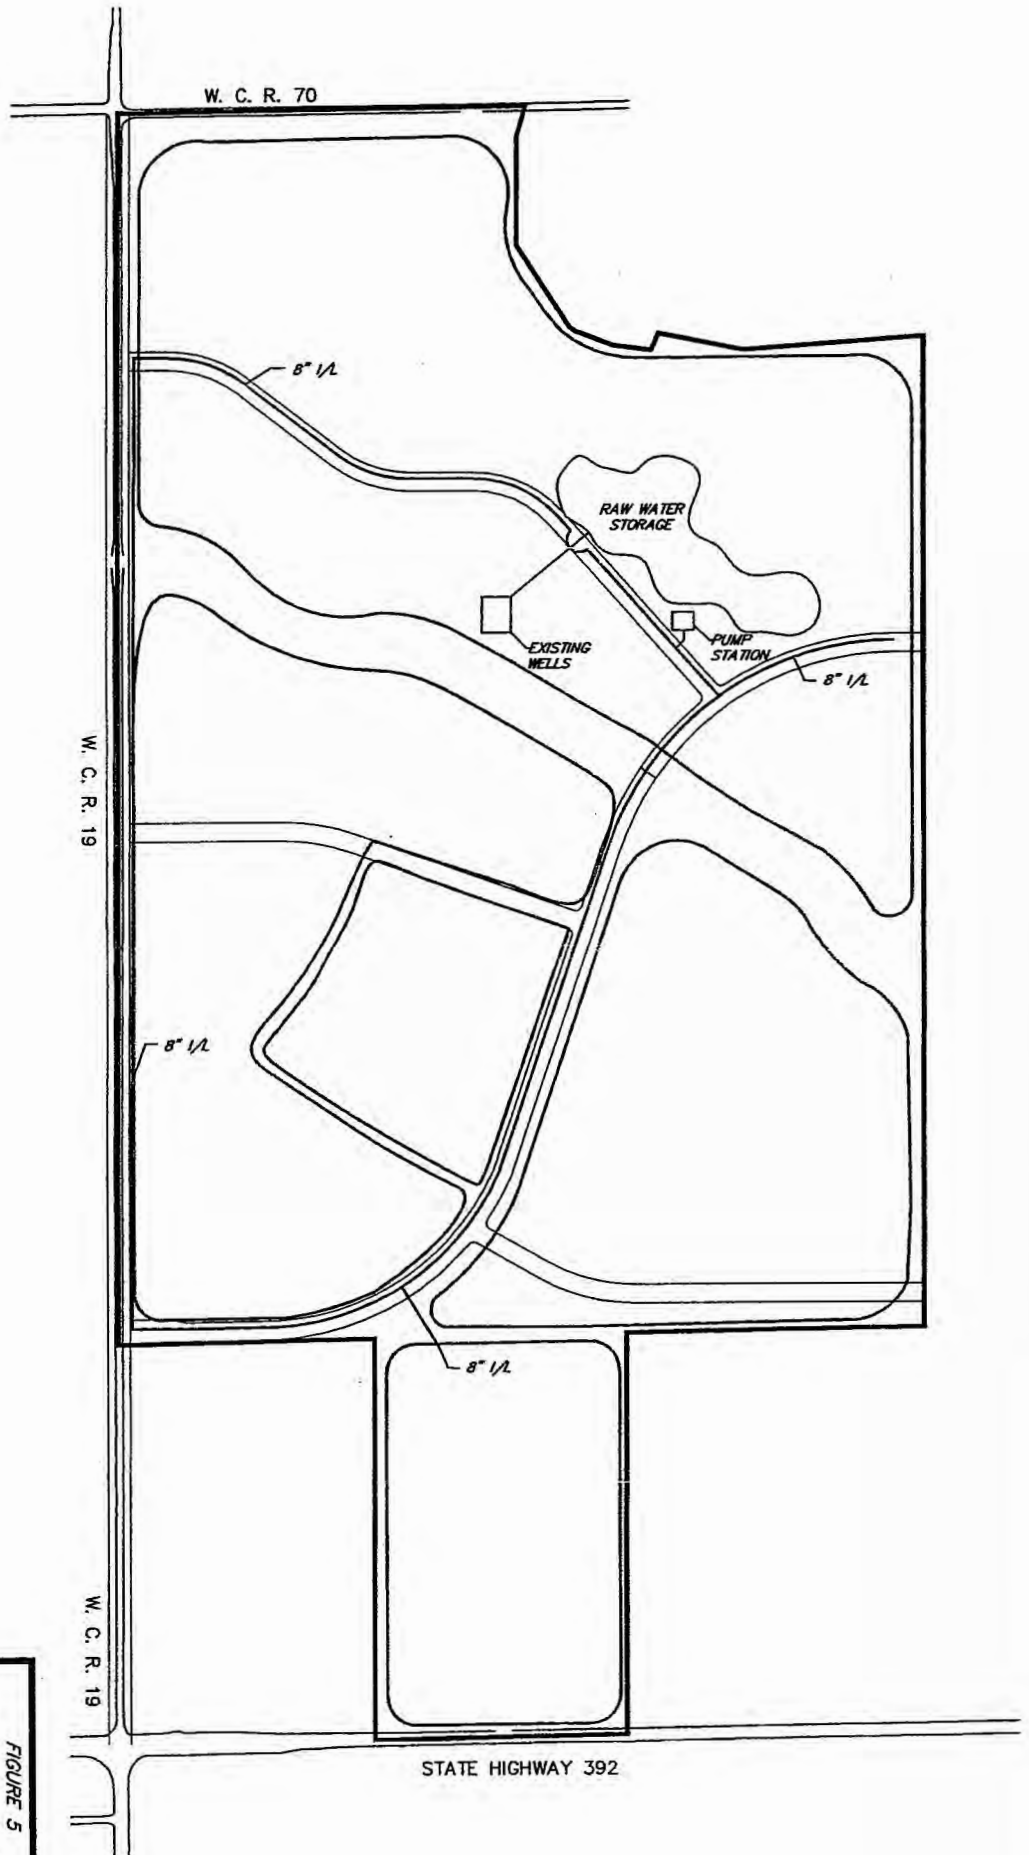 W. C. R. 70
8" I/L
RAW WATER
STORAGE
EXISTING
WELLS
PUMP
STATION
8" I/L
W. C. R. 19
8" I/L
8" I/L
W. C. R. 19
STATE HIGHWAY 392
FIGURE 5